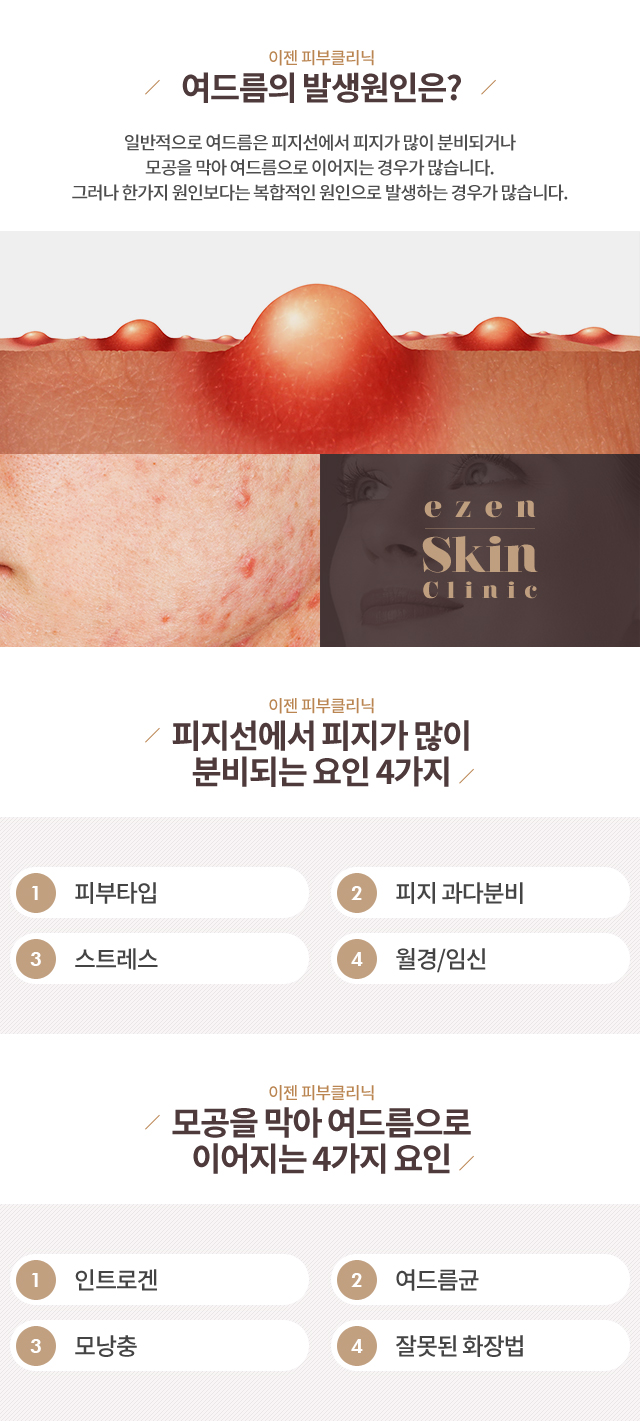 이젠 피부클리닉
여드름의 발생원인은?
일반적으로 여드름은 피지선에서 피지가 많이 분비되거나
모공을 막아 여드름으로 이어지는 경우가 많습니다.
그러나 한가지 원인보다는 복합적인 원인으로 발생하는 경우가 많습니다.
ezen
Skin
Clinic
이젠 피부클리닉
피지선에서 피지가 많이
분비되는 요인 4가지
1 피부타입
2 피지 과다분비
3 스트레스
4 월경/임신
이젠 피부클리닉
모공을 막아 여드름으로
이어지는 4가지 요인
1 인트로겐
2 여드름균
3 모낭충
4 잘못된 화장법